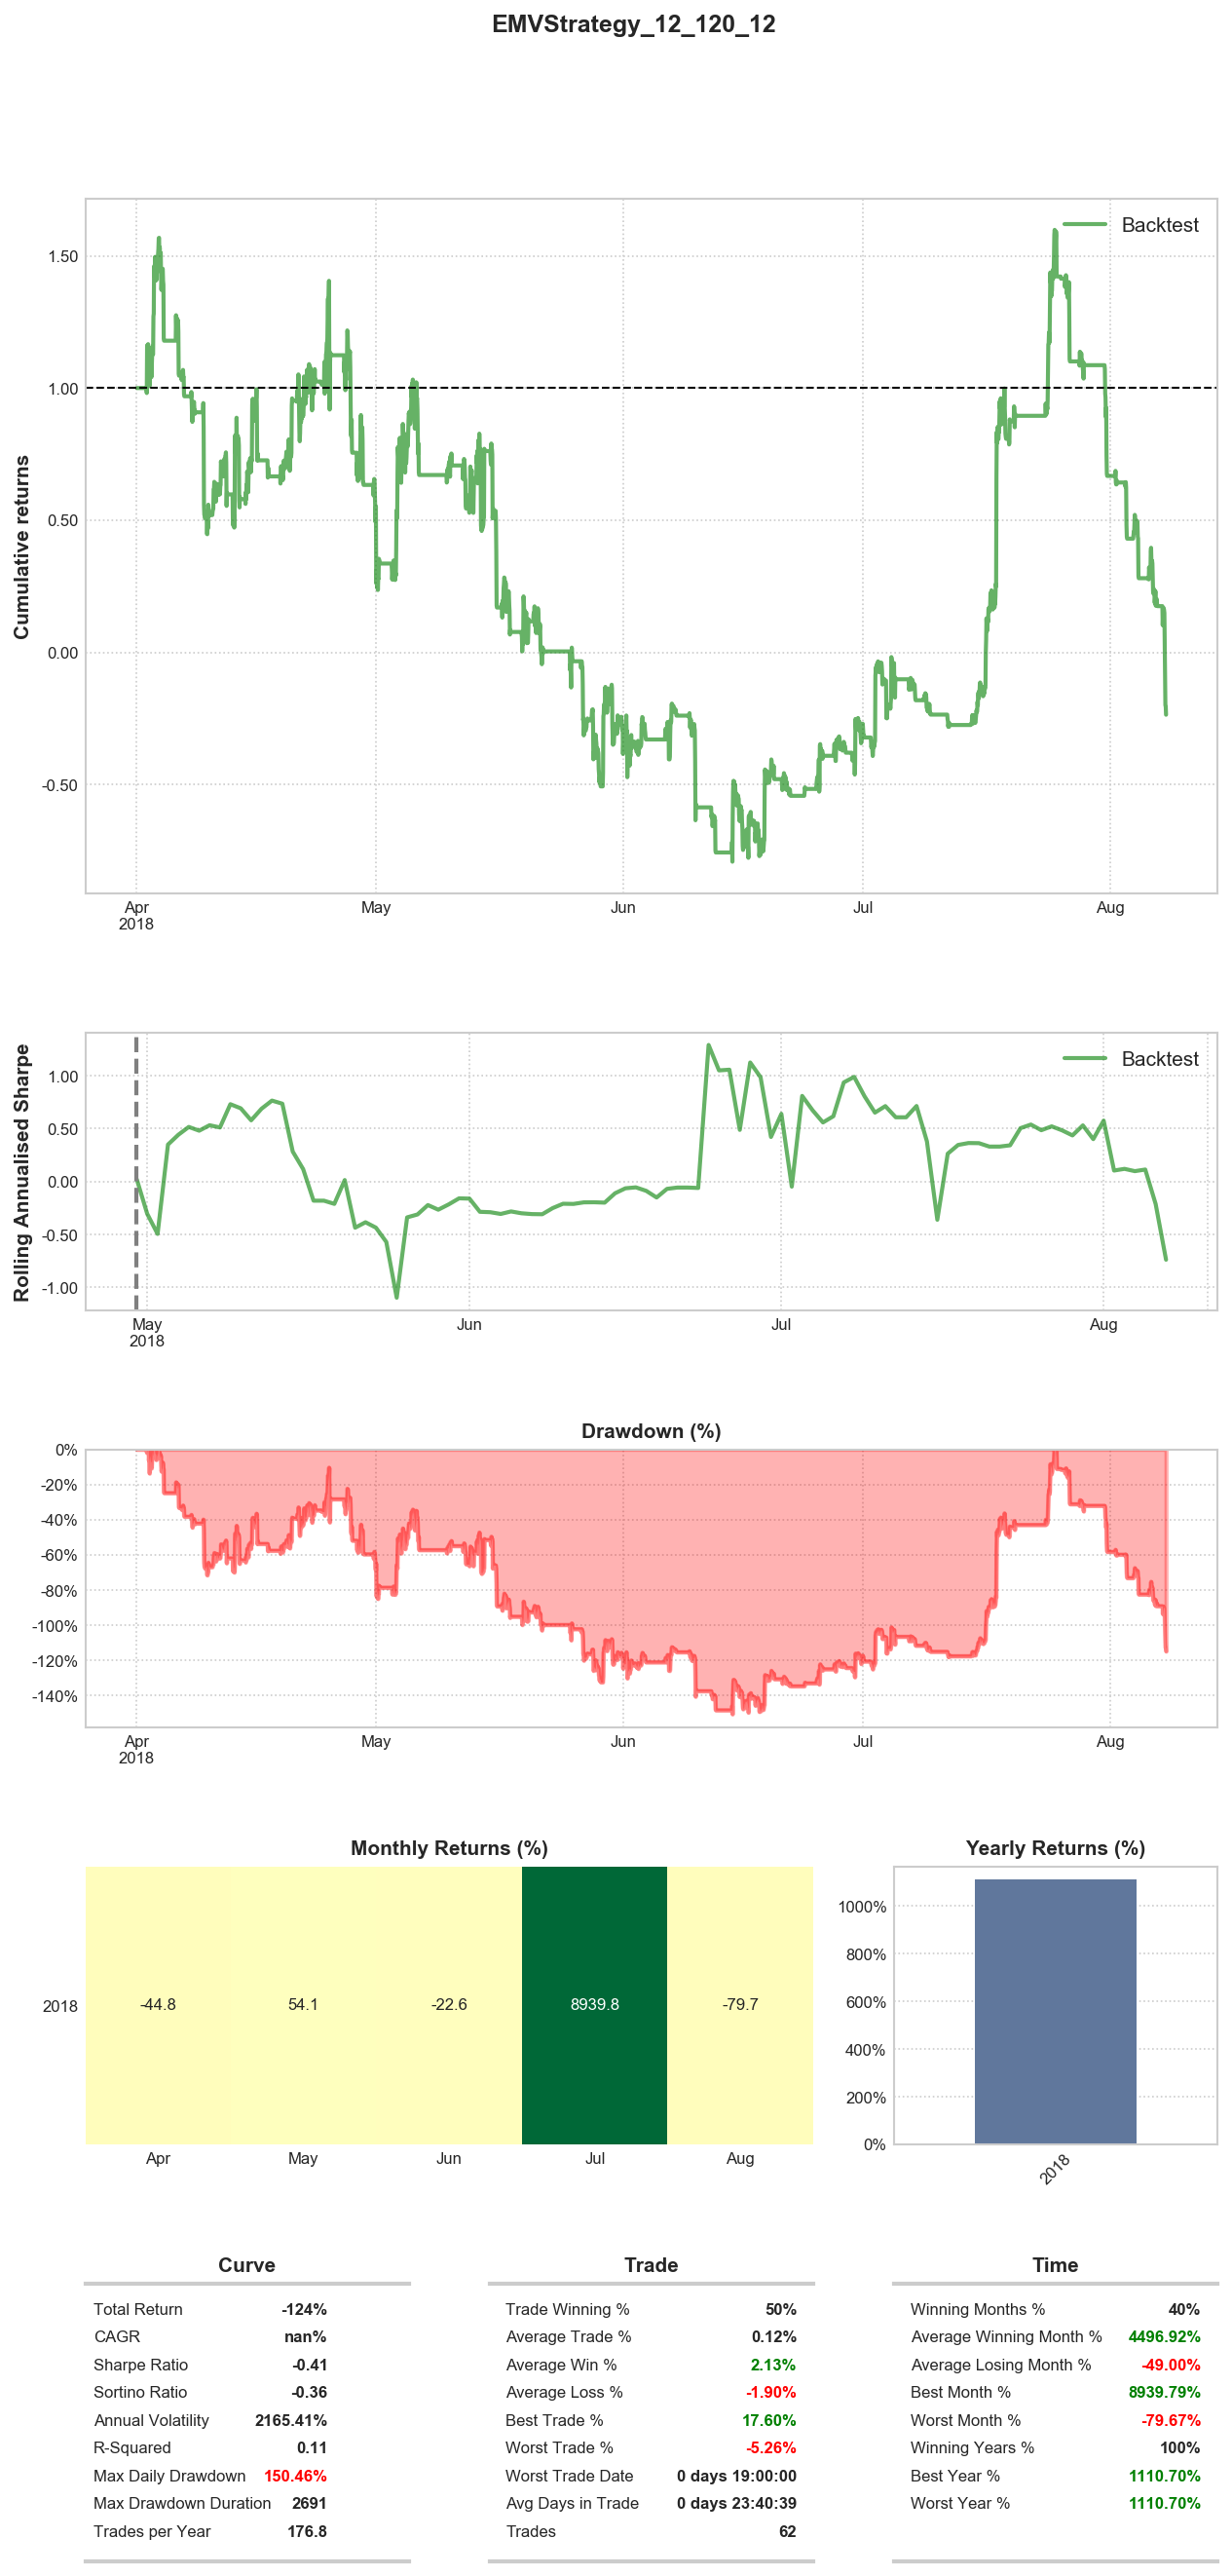 EMVStrategy_12_120_12
Backtest
Cumulative returns
1.50
1.00
0.50
0.00
-0.50
Apr May Jun Jul Aug
2018
Backtest
Rolling Annualised Sharpe
1.00
0.50
0.00
-0.50
-1.00
May Jun Jul Aug
2018
Drawdown (%)
0%
-20%
-40%
-60%
-80%
-100%
-120%
-140%
Apr May Jun Jul Aug
2018
Monthly Returns (%)
2018
-44.8 54.1 -22.6 8939.8 -79.7
Apr May Jun Jul Aug
Yearly Returns (%)
1000%
800%
600%
400%
200%
0%
2018
Curve
Total Return -124%
CAGR nan%
Sharpe Ratio -0.41
Sortino Ratio -0.36
Annual Volatility 2165.41%
R-Squared 0.11
Max Daily Drawdown 150.46%
Max Drawdown Duration 2691
Trades per Year 176.8
Trade
Trade Winning % 50%
Average Trade % 0.12%
Average Win % 2.13%
Average Loss % -1.90%
Best Trade % 17.60%
Worst Trade % -5.26%
Worst Trade Date 0 days 19:00:00
Avg Days in Trade 0 days 23:40:39
Trades 62
Time
Winning Months % 40%
Average Winning Month % 4496.92%
Average Losing Month % -49.00%
Best Month % 8939.79%
Worst Month % -79.67%
Winning Years % 100%
Best Year % 1110.70%
Worst Year % 1110.70%